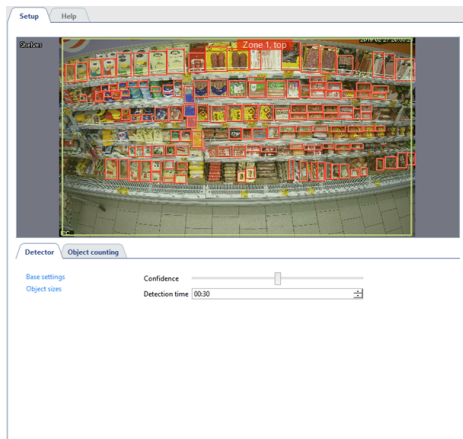 Setup Help
Shelves
Zone 1, top
Detector Object counting
Base settings
Object sizes
Confidence
Detection time 00:30